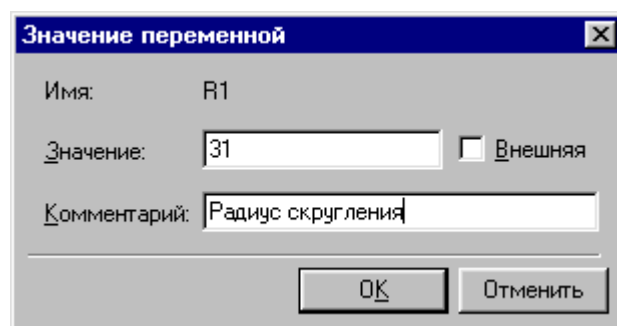 Значение переменной
Имя: R1
Значение: 31 Внешняя
Комментарий: Радиус скругления
OK Отменить